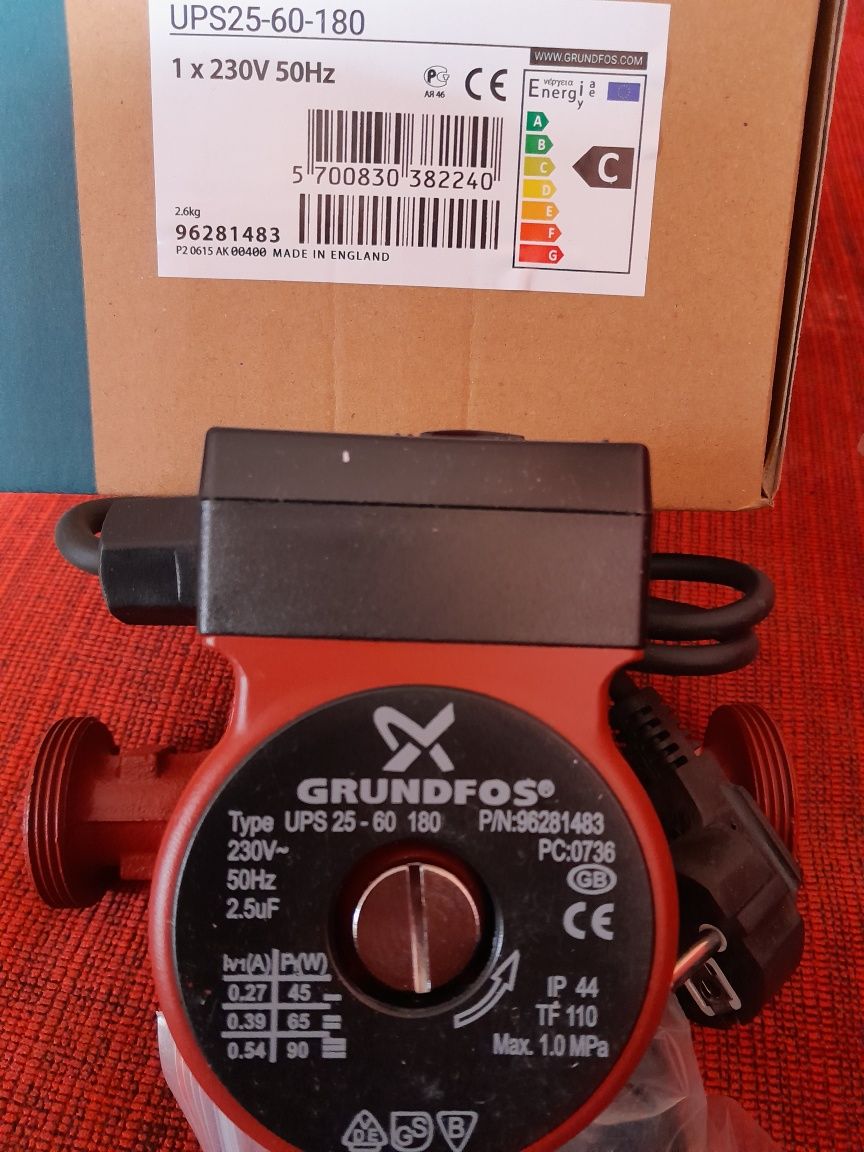 UPS25-60-180
WWW.GRUNDFOS.COM
1 x 230V 50Hz
АЯ 46
CE
Energi
νέργεια
a
e
y
A
B
C
D
E
F
G
C
5 700830 382240
2.6kg
96281483
P2 0615 AK 00400 MADE IN ENGLAND
GRUNDFOS®
Type UPS 25 - 60 180 P/N:96281483
230V~ PC:0736
50Hz GB
2.5uF CE
I1/1(A) P1(W)
0.27 45
0.39 65
0.54 90
IP 44
TF 110
Max. 1.0 MPa
VDE GS B